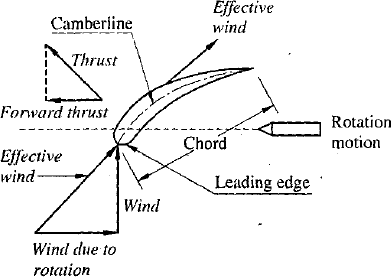 Effective
wind
Camberline
Thrust
Forward thrust
Rotation
motion
Chord
Effective
wind
Leading edge
Wind
Wind due to
rotation